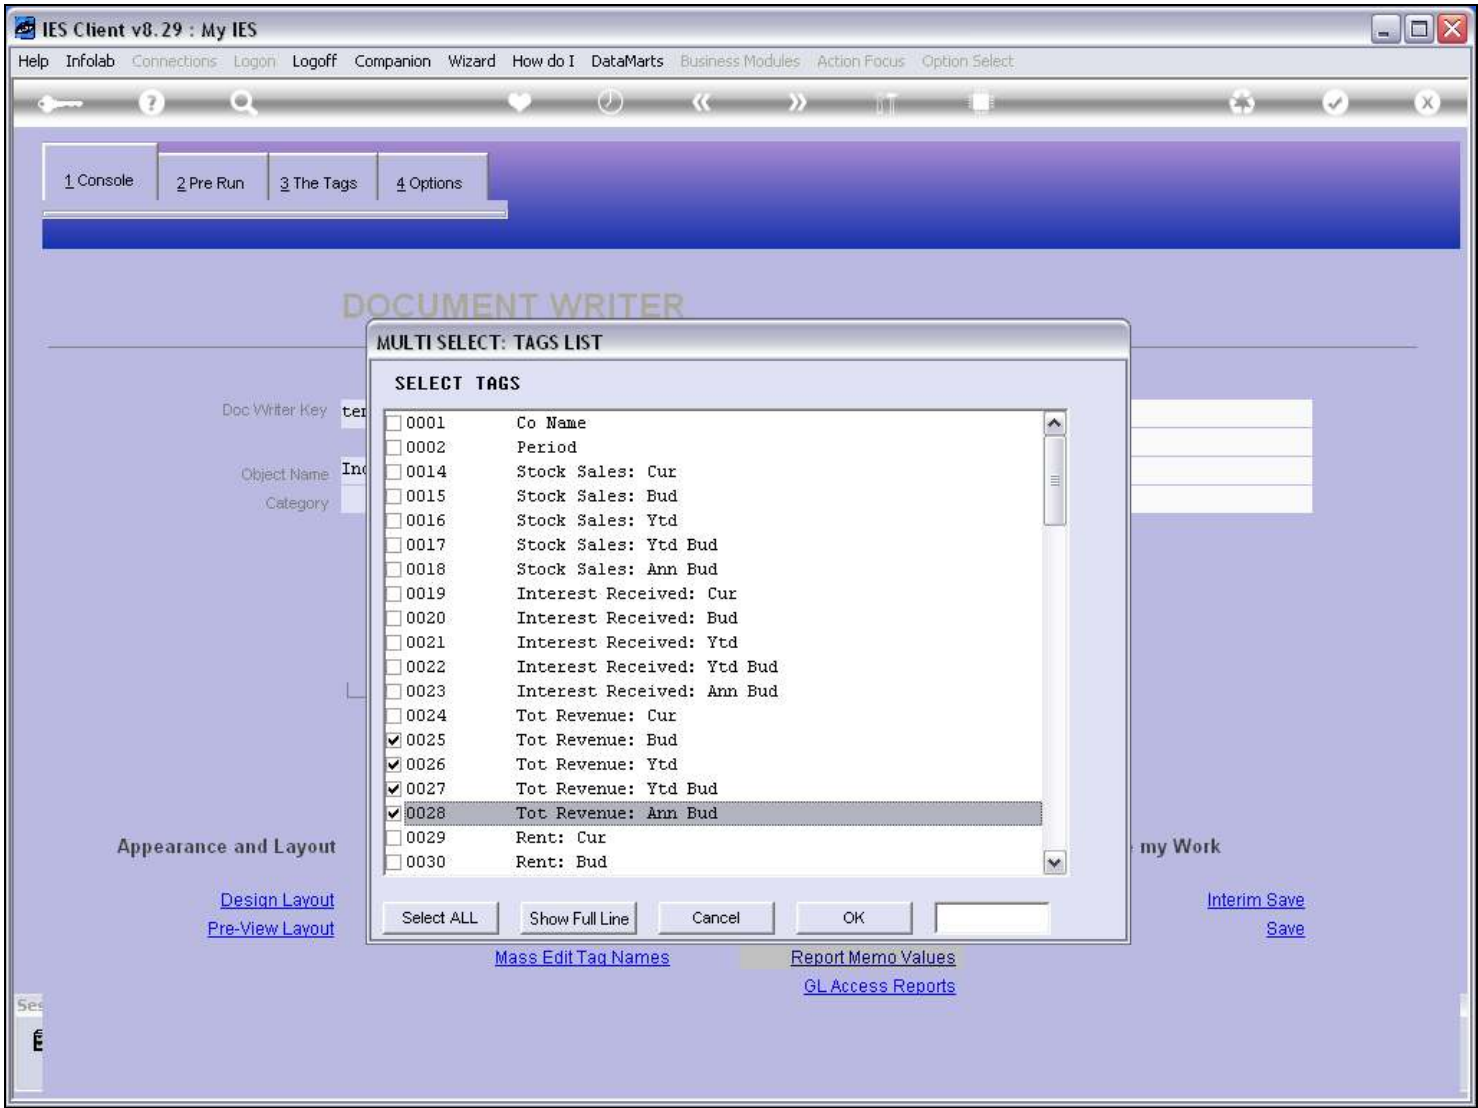 IES Client v8.29 : My IES
Help Infolab Connections Logon Logoff Companion Wizard How do I DataMarts Business Modules Action Focus Option Select
1 Console 2 Pre Run 3 The Tags 4 Options
DOCUMENT WRITER
MULTI SELECT: TAGS LIST
SELECT TAGS
Doc Writer Key
Object Name
Category
0001 Co Name
0002 Period
0014 Stock Sales: Cur
0015 Stock Sales: Bud
0016 Stock Sales: Ytd
0017 Stock Sales: Ytd Bud
0018 Stock Sales: Ann Bud
0019 Interest Received: Cur
0020 Interest Received: Bud
0021 Interest Received: Ytd
0022 Interest Received: Ytd Bud
0023 Interest Received: Ann Bud
0024 Tot Revenue: Cur
0025 Tot Revenue: Bud
0026 Tot Revenue: Ytd
0027 Tot Revenue: Ytd Bud
0028 Tot Revenue: Ann Bud
0029 Rent: Cur
0030 Rent: Bud
Select ALL Show Full Line Cancel OK
Appearance and Layout
my Work
Design Layout
Pre-View Layout
Mass Edit Tag Names
Report Memo Values
GL Access Reports
Interim Save
Save